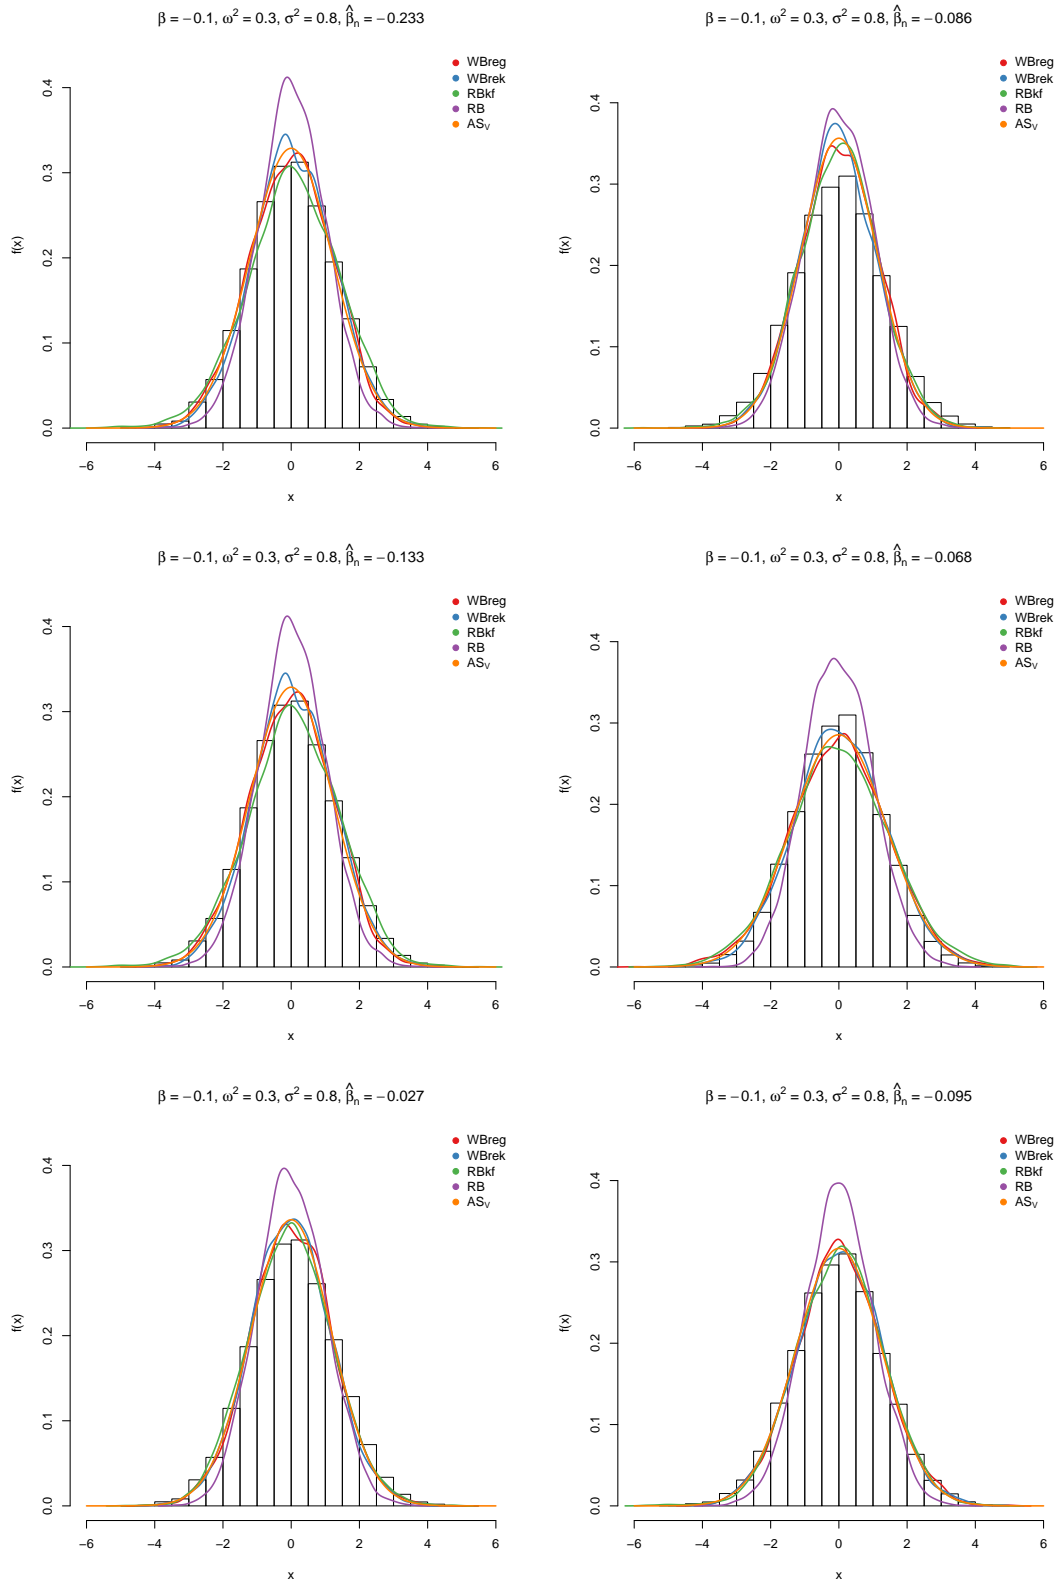 β = −0.1, ω² = 0.3, σ² = 0.8, β̂ₙ = −0.233
WBreg
WBrek
RBkf
RB
ASᵥ
f(x)
0.0 0.1 0.2 0.3 0.4
−6 −4 −2 0 2 4 6
x
β = −0.1, ω² = 0.3, σ² = 0.8, β̂ₙ = −0.086
WBreg
WBrek
RBkf
RB
ASᵥ
f(x)
0.0 0.1 0.2 0.3 0.4
−6 −4 −2 0 2 4 6
x
β = −0.1, ω² = 0.3, σ² = 0.8, β̂ₙ = −0.133
WBreg
WBrek
RBkf
RB
ASᵥ
f(x)
0.0 0.1 0.2 0.3 0.4
−6 −4 −2 0 2 4 6
x
β = −0.1, ω² = 0.3, σ² = 0.8, β̂ₙ = −0.068
WBreg
WBrek
RBkf
RB
ASᵥ
f(x)
0.0 0.1 0.2 0.3 0.4
−6 −4 −2 0 2 4 6
x
β = −0.1, ω² = 0.3, σ² = 0.8, β̂ₙ = −0.027
WBreg
WBrek
RBkf
RB
ASᵥ
f(x)
0.0 0.1 0.2 0.3 0.4
−6 −4 −2 0 2 4 6
x
β = −0.1, ω² = 0.3, σ² = 0.8, β̂ₙ = −0.095
WBreg
WBrek
RBkf
RB
ASᵥ
f(x)
0.0 0.1 0.2 0.3 0.4
−6 −4 −2 0 2 4 6
x